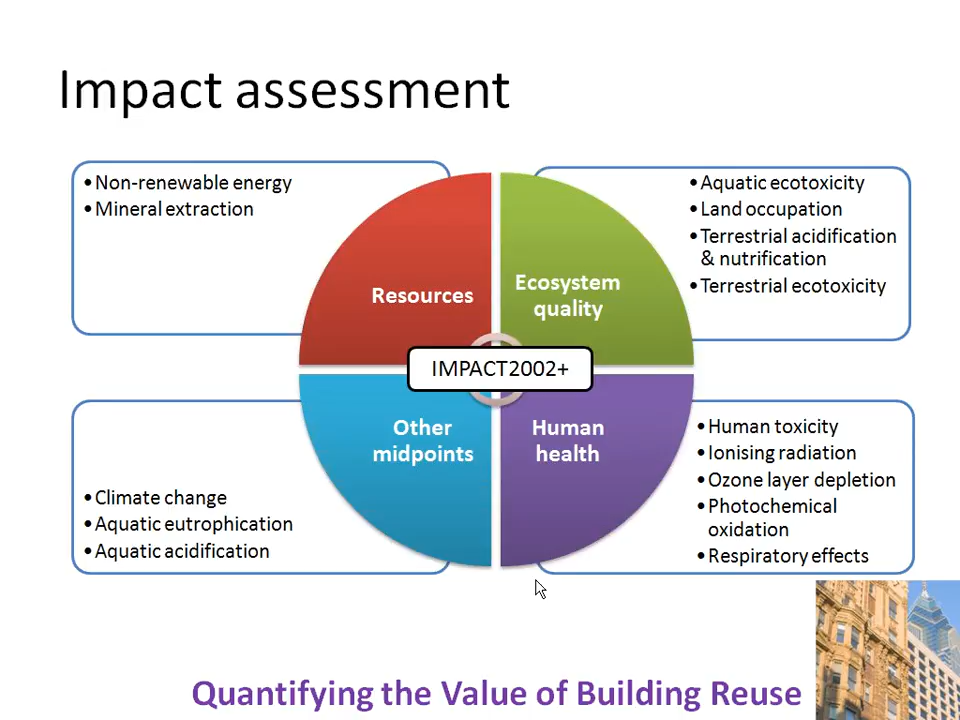 Impact assessment
•Non-renewable energy
•Mineral extraction
•Aquatic ecotoxicity
•Land occupation
•Terrestrial acidification
& nutrification
•Terrestrial ecotoxicity
Resources
Ecosystem
quality
IMPACT2002+
Other
midpoints
Human
health
•Climate change
•Aquatic eutrophication
•Aquatic acidification
•Human toxicity
•Ionising radiation
•Ozone layer depletion
•Photochemical
oxidation
•Respiratory effects
Quantifying the Value of Building Reuse